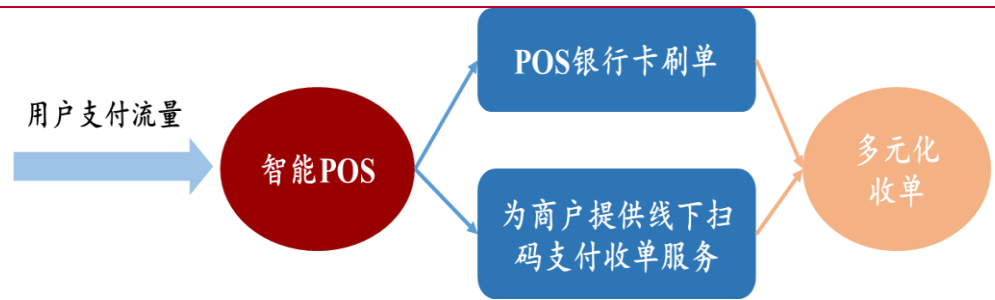 用户支付流量
智能POS
POS银行卡刷单
为商户提供线下扫
码支付收单服务
多元化
收单